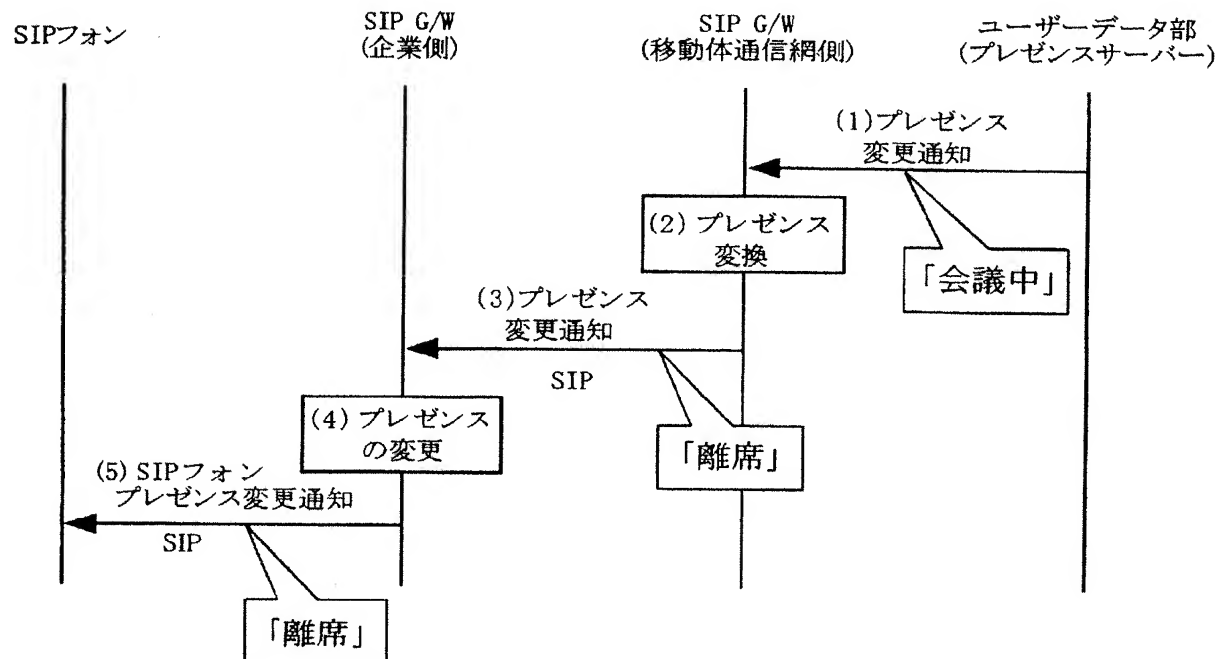 SIPフォン
SIP G/W
(企業側)
SIP G/W
(移動体通信網側)
ユーザーデータ部
(プレゼンスサーバー)
(1)プレゼンス
変更通知
「会議中」
(2)プレゼンス
変換
(3)プレゼンス
変更通知
SIP
「離席」
(4)プレゼンス
の変更
(5)SIPフォン
プレゼンス変更通知
SIP
「離席」